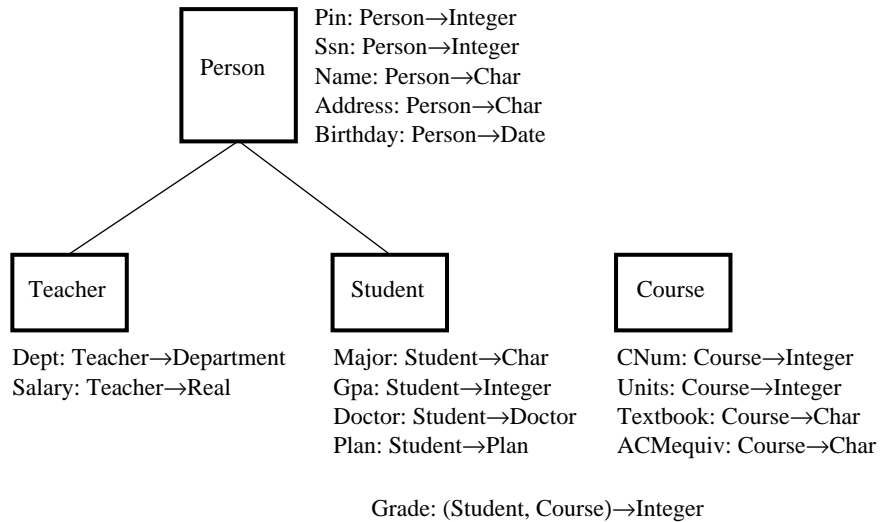 Person
Pin: Person→Integer
Ssn: Person→Integer
Name: Person→Char
Address: Person→Char
Birthday: Person→Date
Teacher
Student
Course
Dept: Teacher→Department
Salary: Teacher→Real
Major: Student→Char
Gpa: Student→Integer
Doctor: Student→Doctor
Plan: Student→Plan
CNum: Course→Integer
Units: Course→Integer
Textbook: Course→Char
ACMequiv: Course→Char
Grade: (Student, Course)→Integer